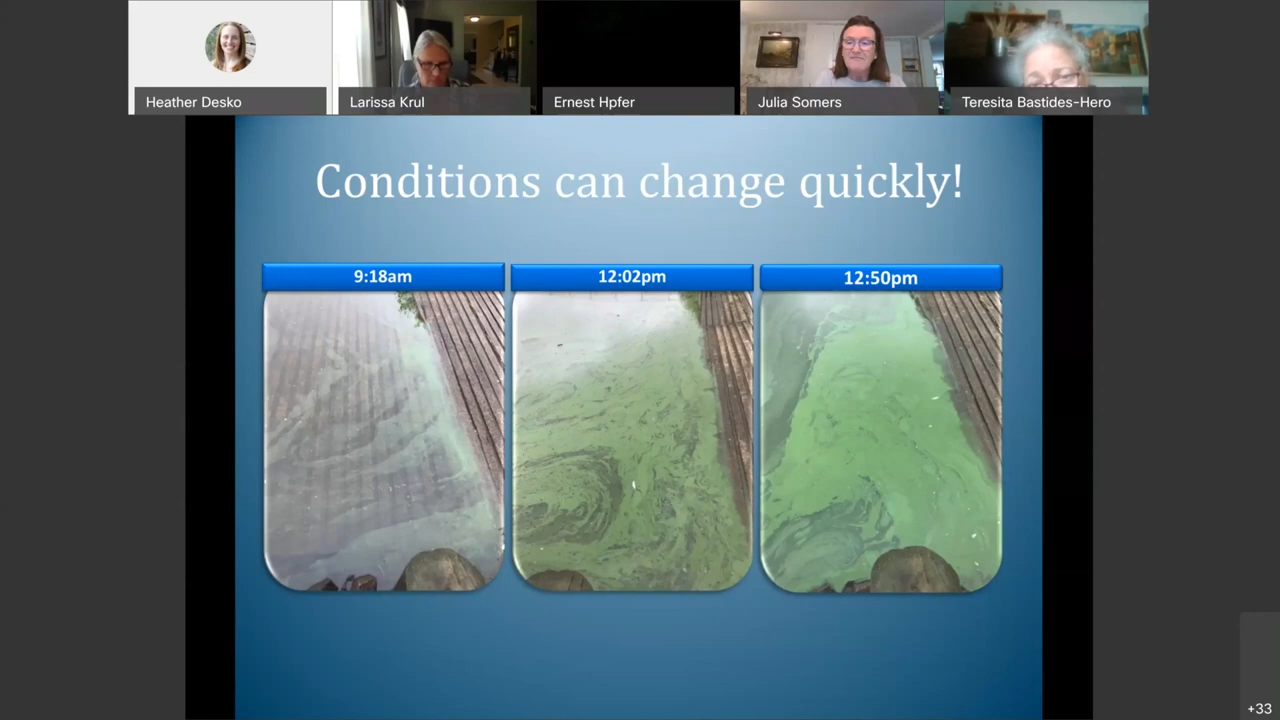 Heather Desko
Larissa Krul
Ernest Hpfer
Julia Somers
Teresita Bastides-Hero
Conditions can change quickly!
9:18am
12:02pm
12:50pm
+33